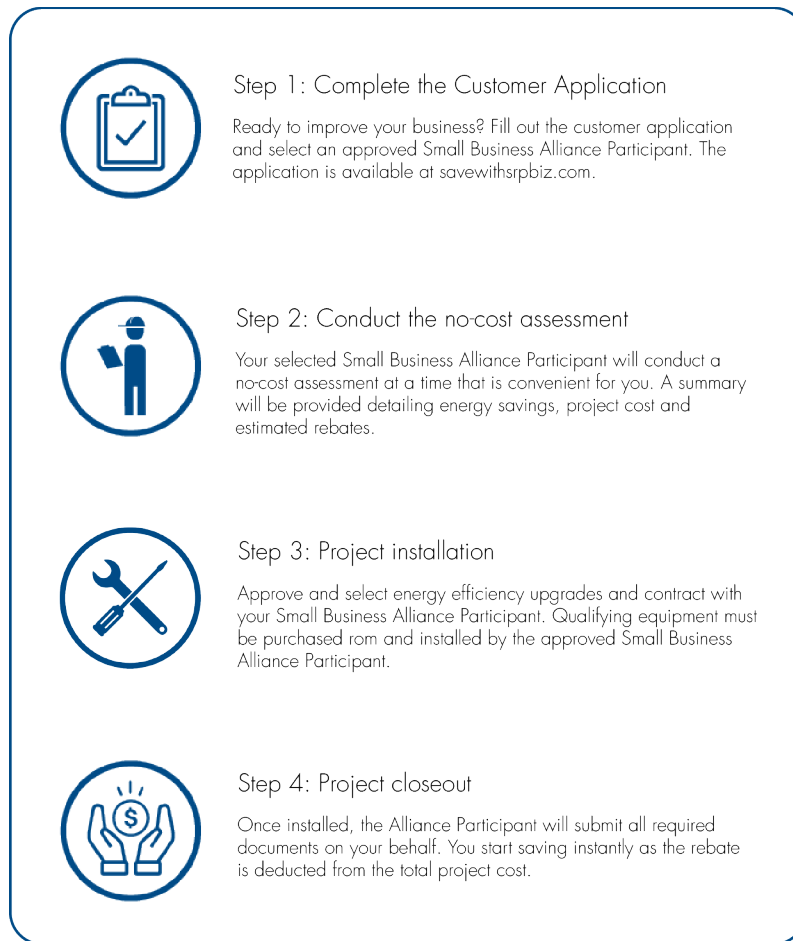 Step 1: Complete the Customer Application
Ready to improve your business? Fill out the customer application
and select an approved Small Business Alliance Participant. The
application is available at savewithsrpbiz.com.
Step 2: Conduct the no-cost assessment
Your selected Small Business Alliance Participant will conduct a
no-cost assessment at a time that is convenient for you. A summary
will be provided detailing energy savings, project cost and
estimated rebates.
Step 3: Project installation
Approve and select energy efficiency upgrades and contract with
your Small Business Alliance Participant. Qualifying equipment must
be purchased rom and installed by the approved Small Business
Alliance Participant.
$
Step 4: Project closeout
Once installed, the Alliance Participant will submit all required
documents on your behalf. You start saving instantly as the rebate
is deducted from the total project cost.